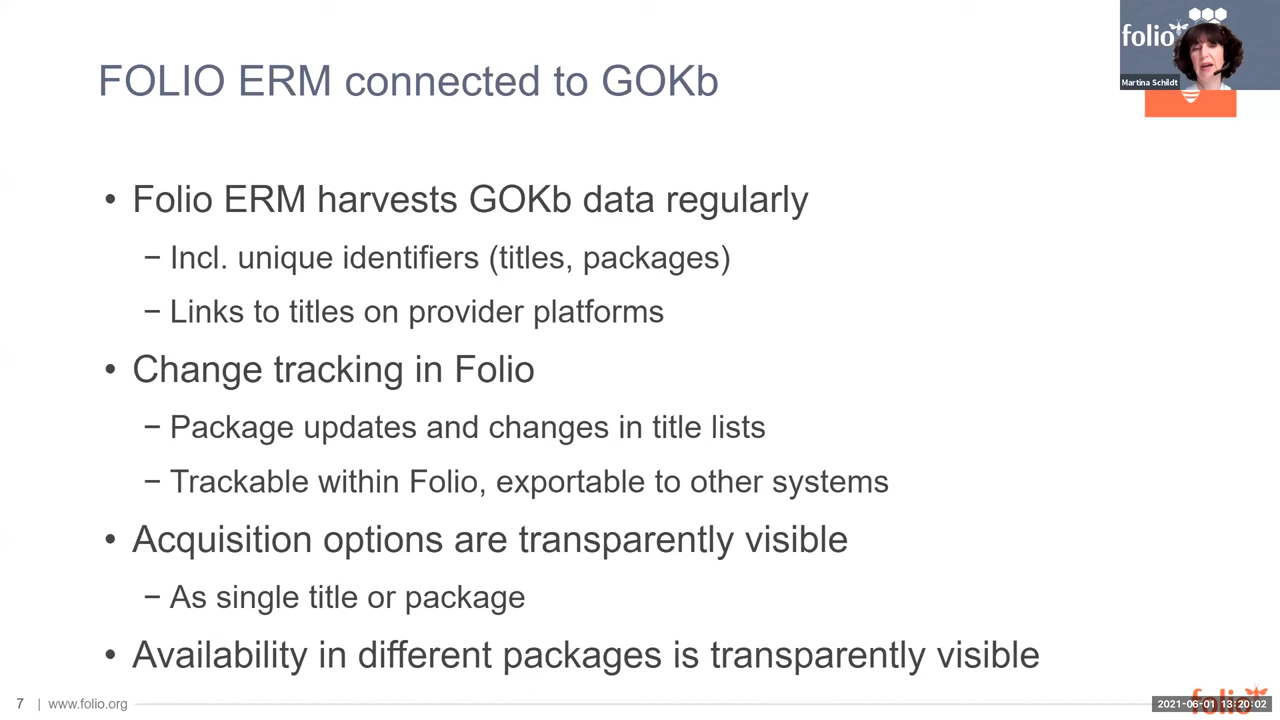 folio
Martina Schildt
FOLIO ERM connected to GOKb
• Folio ERM harvests GOKb data regularly
− Incl. unique identifiers (titles, packages)
− Links to titles on provider platforms
• Change tracking in Folio
− Package updates and changes in title lists
− Trackable within Folio, exportable to other systems
• Acquisition options are transparently visible
− As single title or package
• Availability in different packages is transparently visible
7 | www.folio.org
folio
2021-06-01 13:20:02